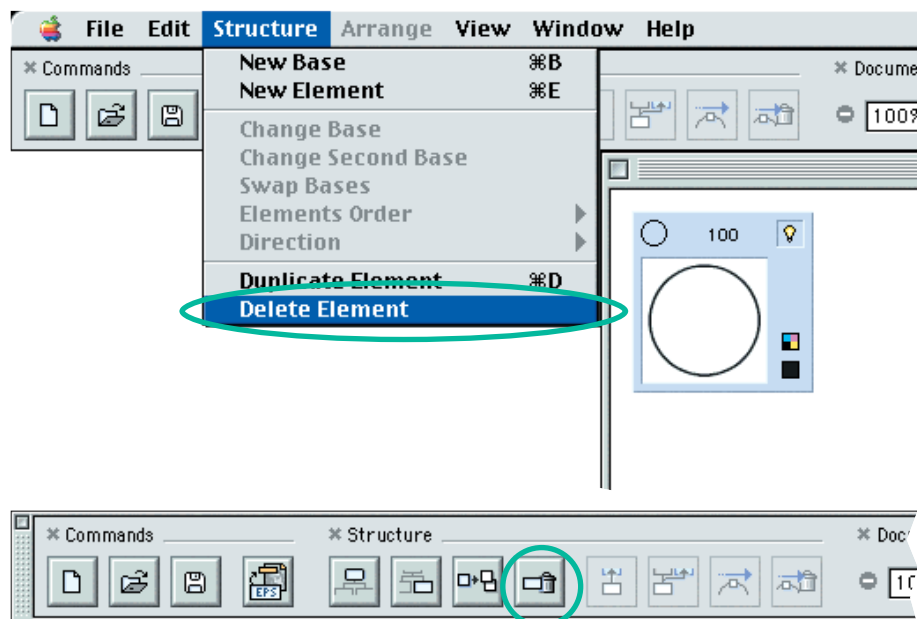 File Edit Structure Arrange View Window Help
Commands
Docume
New Base ⌘B
New Element ⌘E
Change Base
Change Second Base
Swap Bases
Elements Order
Direction
Duplicate Element ⌘D
Delete Element
100%
100
Commands Structure Doc
EPS
10